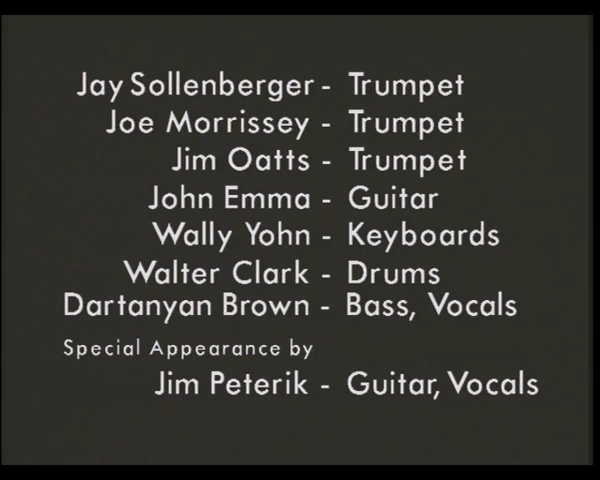 Jay Sollenberger - Trumpet
Joe Morrissey - Trumpet
Jim Oatts - Trumpet
John Emma - Guitar
Wally Yohn - Keyboards
Walter Clark - Drums
Dartanyan Brown - Bass, Vocals
Special Appearance by
Jim Peterik - Guitar, Vocals